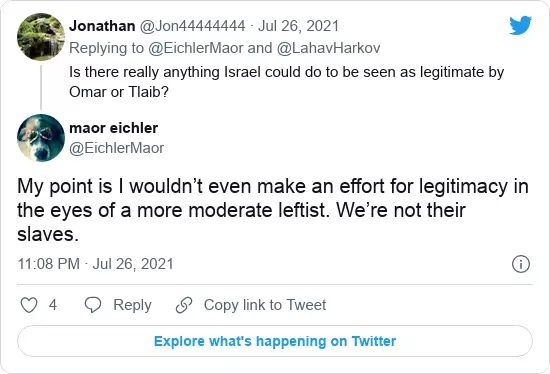 Jonathan @Jon44444444 · Jul 26, 2021
Replying to @EichlerMaor and @LahavHarkov
Is there really anything Israel could do to be seen as legitimate by
Omar or Tlaib?
maor eichler
@EichlerMaor
My point is I wouldn’t even make an effort for legitimacy in
the eyes of a more moderate leftist. We’re not their
slaves.
11:08 PM · Jul 26, 2021
4 Reply Copy link to Tweet
Explore what's happening on Twitter